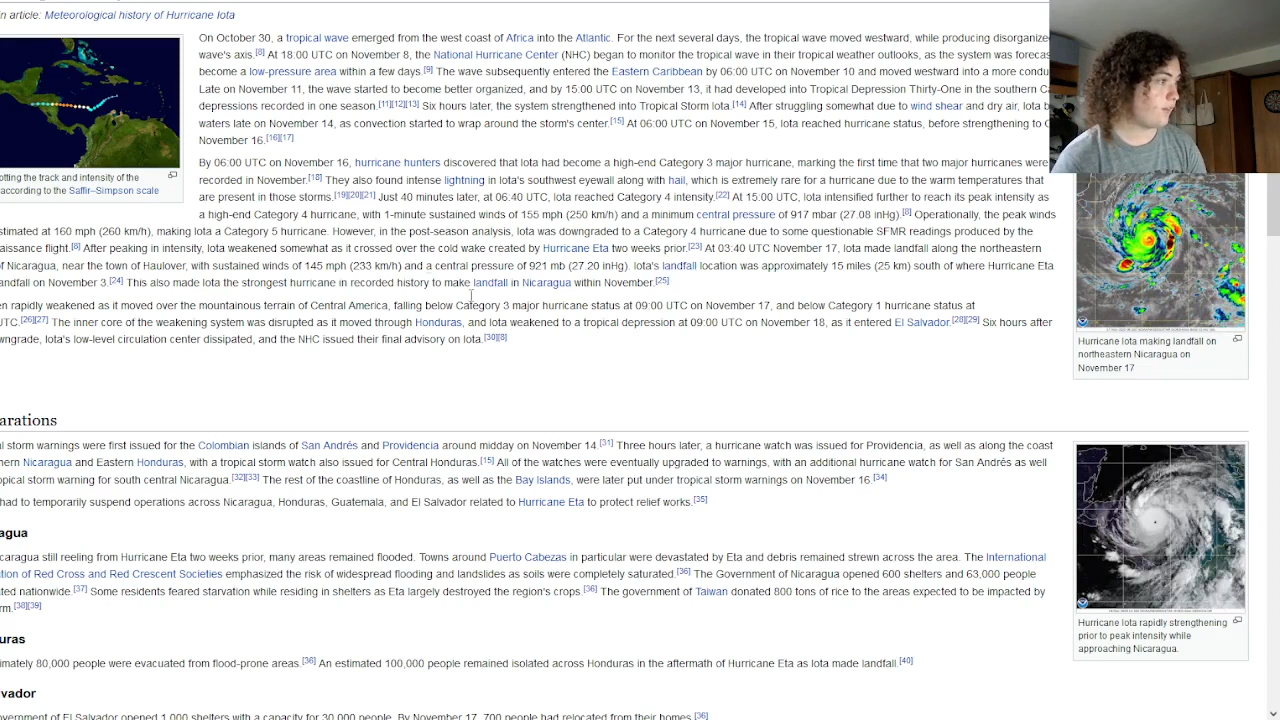 n article: Meteorological history of Hurricane Iota
On October 30, a tropical wave emerged from the west coast of Africa into the Atlantic. For the next several days, the tropical wave moved westward, while producing disorganize
wave's axis.[8] At 18:00 UTC on November 8, the National Hurricane Center (NHC) began to monitor the tropical wave in their tropical weather outlooks, as the system was forecas
become a low-pressure area within a few days.[9] The wave subsequently entered the Eastern Caribbean by 06:00 UTC on November 10 and moved westward into a more condu
Late on November 11, the wave started to become better organized, and by 15:00 UTC on November 13, it had developed into Tropical Depression Thirty-One in the southern Ca
depressions recorded in one season.[11][12][13] Six hours later, the system strengthened into Tropical Storm Iota.[14] After struggling somewhat due to wind shear and dry air, Iota b
waters late on November 14, as convection started to wrap around the storm's center.[15] At 06:00 UTC on November 15, Iota reached hurricane status, before strengthening to C
November 16.[16][17]
otting the track and intensity of the
according to the Saffir–Simpson scale
By 06:00 UTC on November 16, hurricane hunters discovered that Iota had become a high-end Category 3 major hurricane, marking the first time that two major hurricanes were
recorded in November.[18] They also found intense lightning in Iota's southwest eyewall along with hail, which is extremely rare for a hurricane due to the warm temperatures that
are present in those storms.[19][20][21] Just 40 minutes later, at 06:40 UTC, Iota reached Category 4 intensity.[22] At 15:00 UTC, Iota intensified further to reach its peak intensity as
a high-end Category 4 hurricane, with 1-minute sustained winds of 155 mph (250 km/h) and a minimum central pressure of 917 mbar (27.08 inHg).[8] Operationally, the peak winds
stimated at 160 mph (260 km/h), making Iota a Category 5 hurricane. However, in the post-season analysis, Iota was downgraded to a Category 4 hurricane due to some questionable SFMR readings produced by the
aissance flight.[8] After peaking in intensity, Iota weakened somewhat as it crossed over the cold wake created by Hurricane Eta two weeks prior.[23] At 03:40 UTC November 17, Iota made landfall along the northeastern
of Nicaragua, near the town of Haulover, with sustained winds of 145 mph (233 km/h) and a central pressure of 921 mb (27.20 inHg). Iota's landfall location was approximately 15 miles (25 km) south of where Hurricane Eta
andfall on November 3.[24] This also made Iota the strongest hurricane in recorded history to make landfall in Nicaragua within November.[25]
en rapidly weakened as it moved over the mountainous terrain of Central America, falling below Category 3 major hurricane status at 09:00 UTC on November 17, and below Category 1 hurricane status at
TC.[26][27] The inner core of the weakening system was disrupted as it moved through Honduras, and Iota weakened to a tropical depression at 09:00 UTC on November 18, as it entered El Salvador.[28][29] Six hours after
wngrade, Iota's low-level circulation center dissipated, and the NHC issued their final advisory on Iota.[30][8]
Hurricane Iota making landfall on
northeastern Nicaragua on
November 17
arations
al storm warnings were first issued for the Colombian islands of San Andrés and Providencia around midday on November 14.[31] Three hours later, a hurricane watch was issued for Providencia, as well as along the coast
hern Nicaragua and Eastern Honduras, with a tropical storm watch also issued for Central Honduras.[15] All of the watches were eventually upgraded to warnings, with an additional hurricane watch for San Andrés as well
opical storm warning for south central Nicaragua.[32][33] The rest of the coastline of Honduras, as well as the Bay Islands, were later put under tropical storm warnings on November 16.[34]
had to temporarily suspend operations across Nicaragua, Honduras, Guatemala, and El Salvador related to Hurricane Eta to protect relief works.[35]
agua
icaragua still reeling from Hurricane Eta two weeks prior, many areas remained flooded. Towns around Puerto Cabezas in particular were devastated by Eta and debris remained strewn across the area. The International
ation of Red Cross and Red Crescent Societies emphasized the risk of widespread flooding and landslides as soils were completely saturated.[36] The Government of Nicaragua opened 600 shelters and 63,000 people
ated nationwide.[37] Some residents feared starvation while residing in shelters as Eta largely destroyed the region's crops.[36] The government of Taiwan donated 800 tons of rice to the areas expected to be impacted by
rm.[38][39]
Hurricane Iota rapidly strengthening
prior to peak intensity while
approaching Nicaragua.
uras
imately 80,000 people were evacuated from flood-prone areas.[36] An estimated 100,000 people remained isolated across Honduras in the aftermath of Hurricane Eta as Iota made landfall.[40]
vador
overnment of El Salvador opened 1,000 shelters with a capacity for 30,000 people. By November 17, 700 people had relocated from their homes.[36]